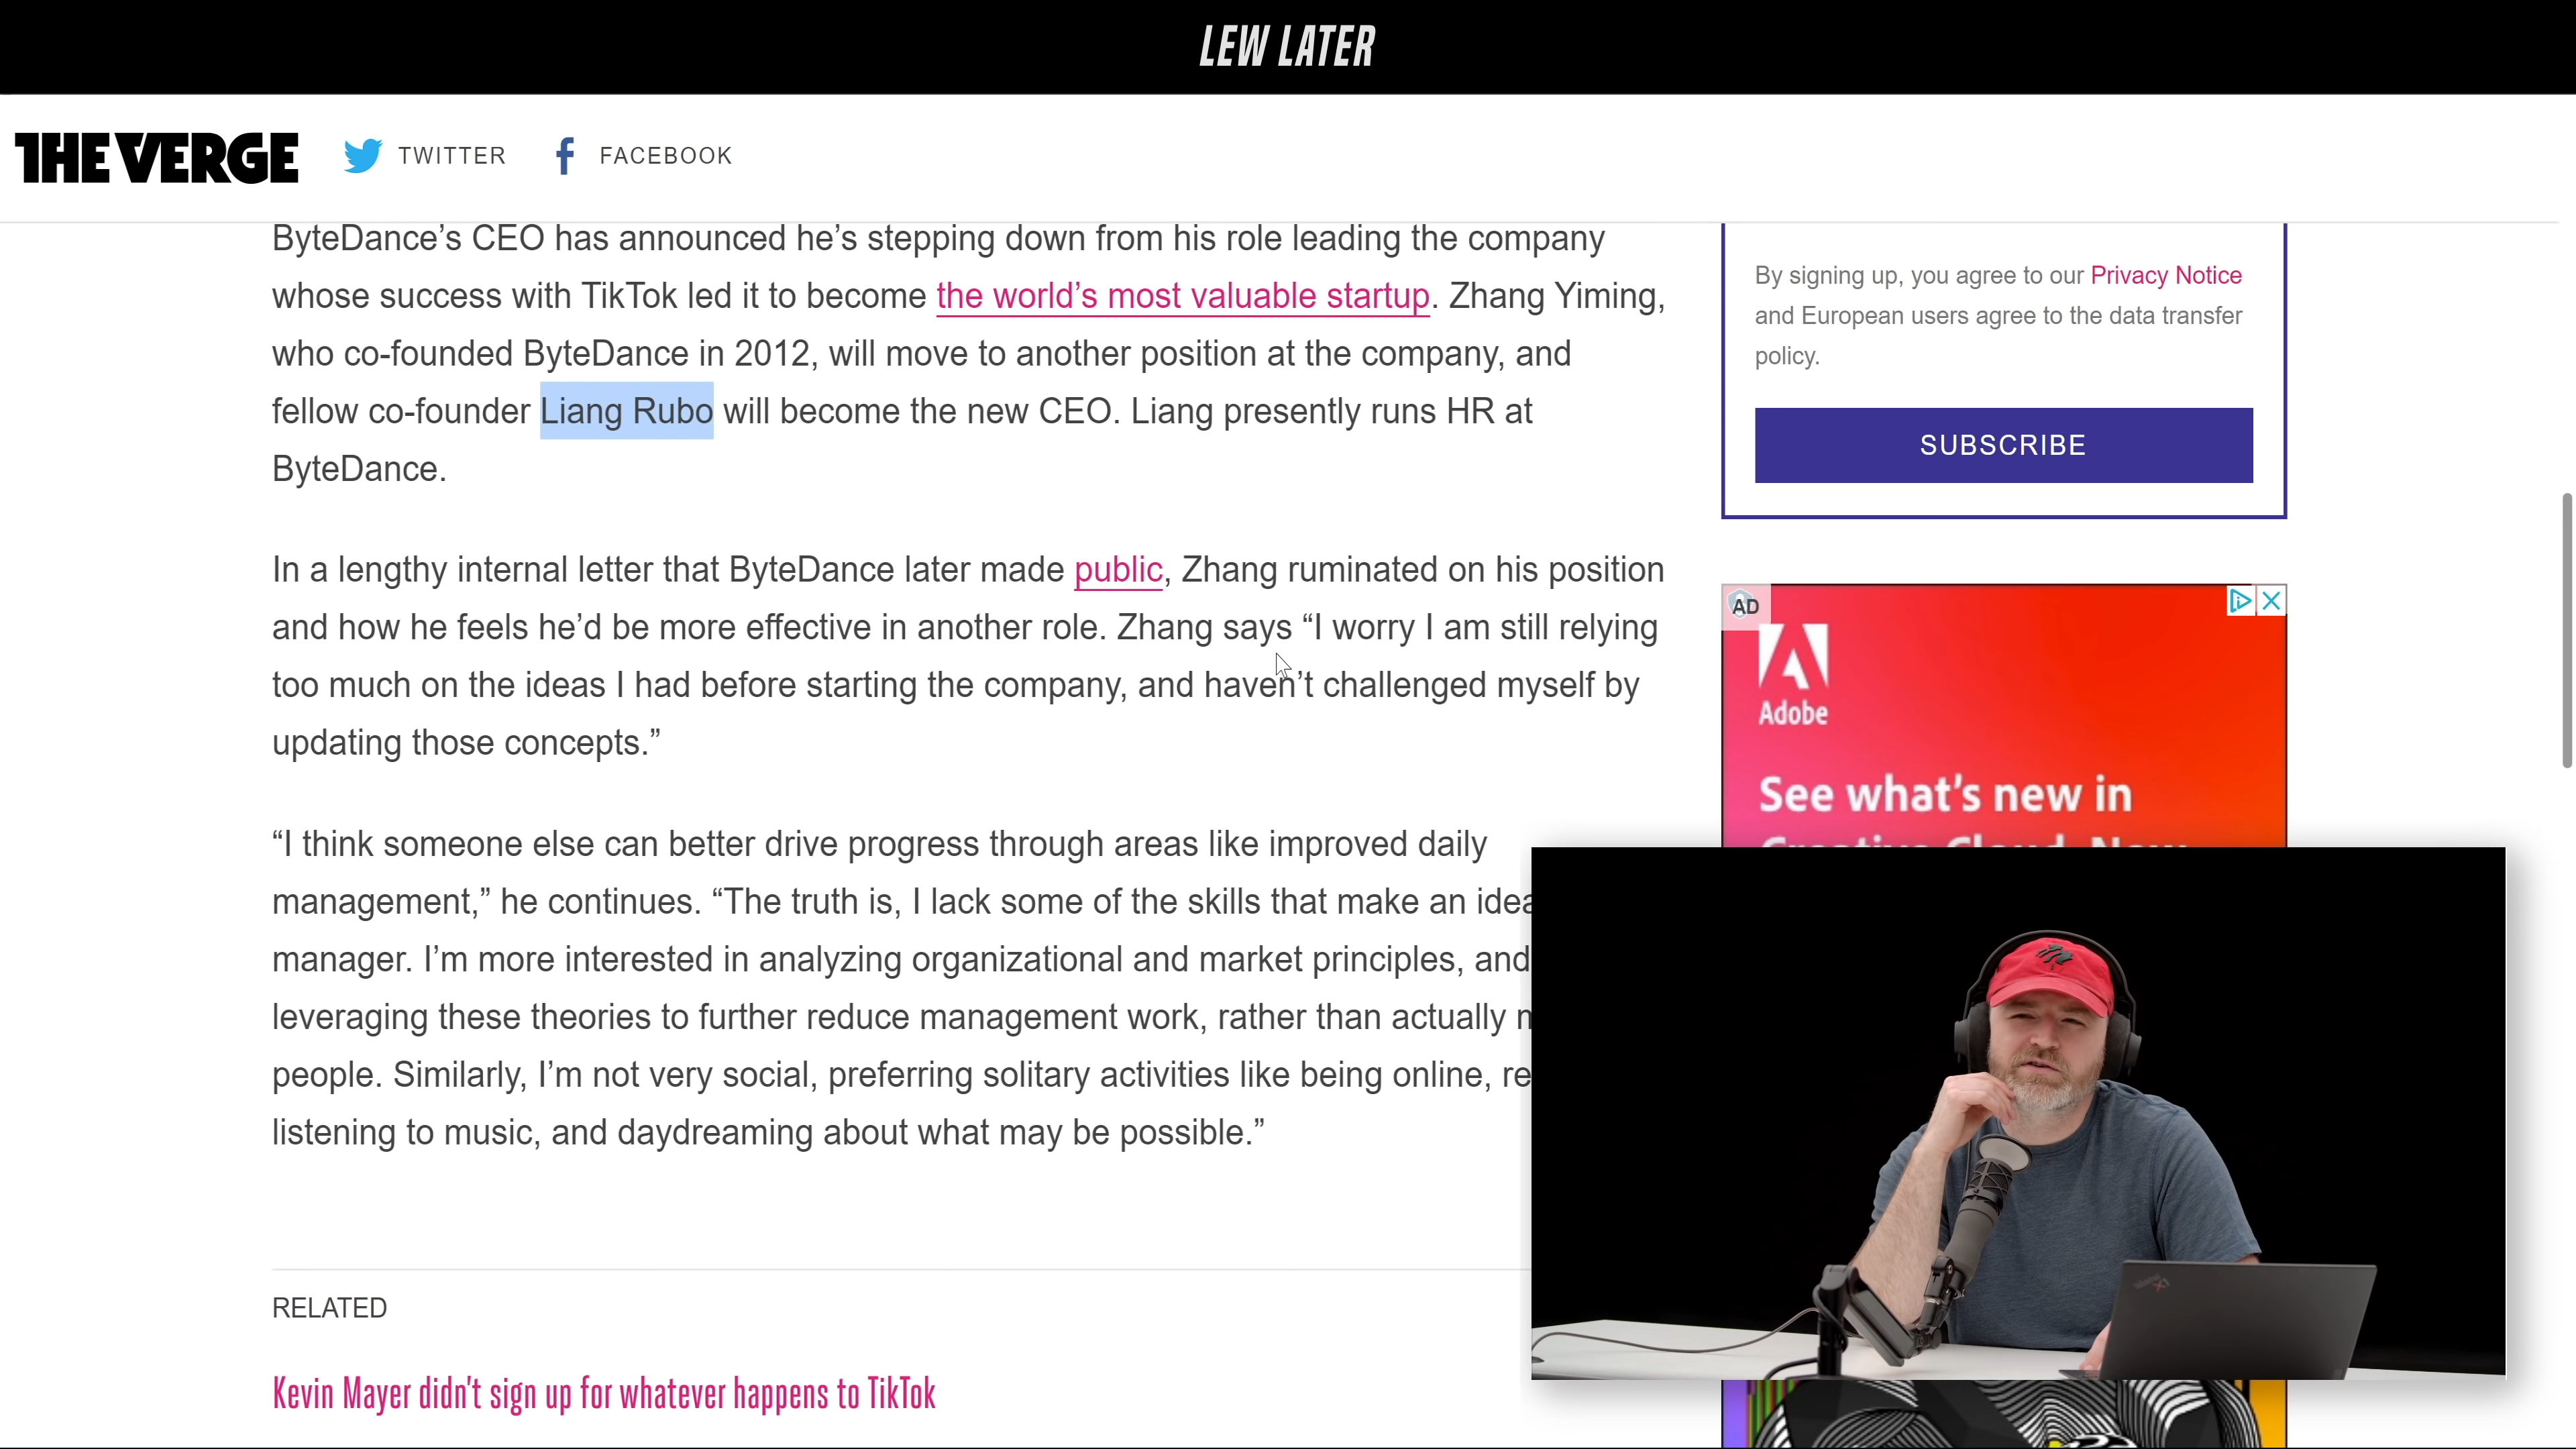 LEW LATER
THE VERGE
TWITTER
FACEBOOK
ByteDance’s CEO has announced he’s stepping down from his role leading the company
whose success with TikTok led it to become the world’s most valuable startup. Zhang Yiming,
who co-founded ByteDance in 2012, will move to another position at the company, and
fellow co-founder Liang Rubo will become the new CEO. Liang presently runs HR at
ByteDance.
In a lengthy internal letter that ByteDance later made public, Zhang ruminated on his position
and how he feels he’d be more effective in another role. Zhang says “I worry I am still relying
too much on the ideas I had before starting the company, and haven’t challenged myself by
updating those concepts.”
“I think someone else can better drive progress through areas like improved daily
management,” he continues. “The truth is, I lack some of the skills that make an
manager. I’m more interested in analyzing organizational and market principles, and
leveraging these theories to further reduce management work, rather than actually
people. Similarly, I’m not very social, preferring solitary activities like being online,
listening to music, and daydreaming about what may be possible.”
RELATED
Kevin Mayer didn’t sign up for whatever happens to TikTok
By signing up, you agree to our Privacy Notice
and European users agree to the data transfer
policy.
SUBSCRIBE
AD
Adobe
See what’s new in